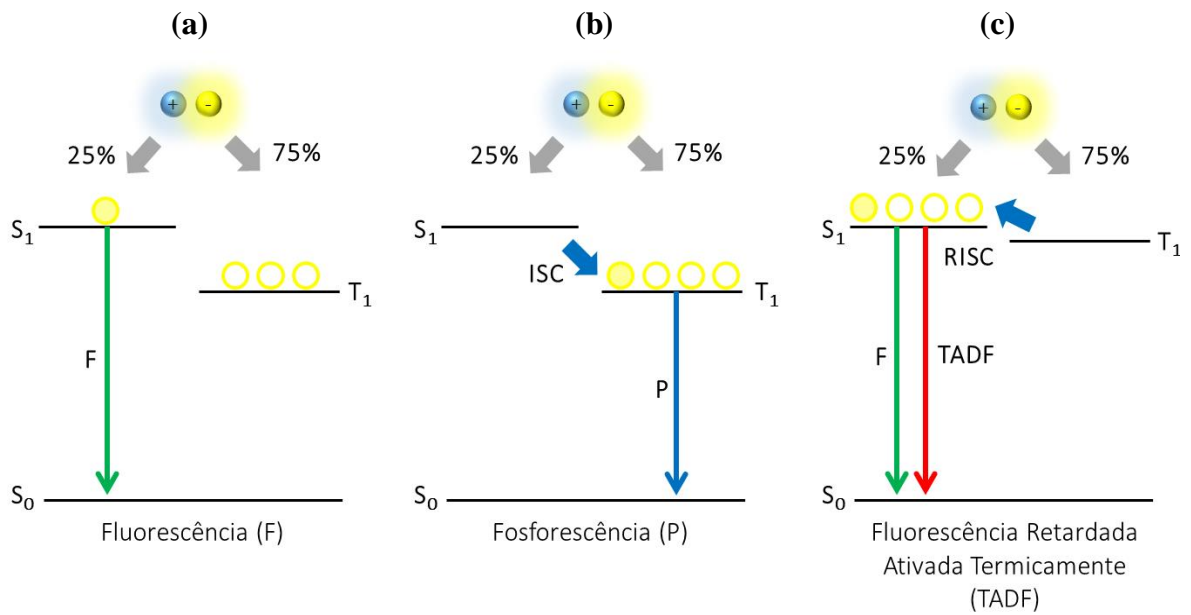 (a)
+ -
25% 75%
S₁
T₁
F
S₀
Fluorescência (F)
(b)
+ -
25% 75%
S₁
ISC
T₁
P
S₀
Fosforescência (P)
(c)
+ -
25% 75%
S₁
T₁
RISC
F TADF
S₀
Fluorescência Retardada
Ativada Termicamente
(TADF)